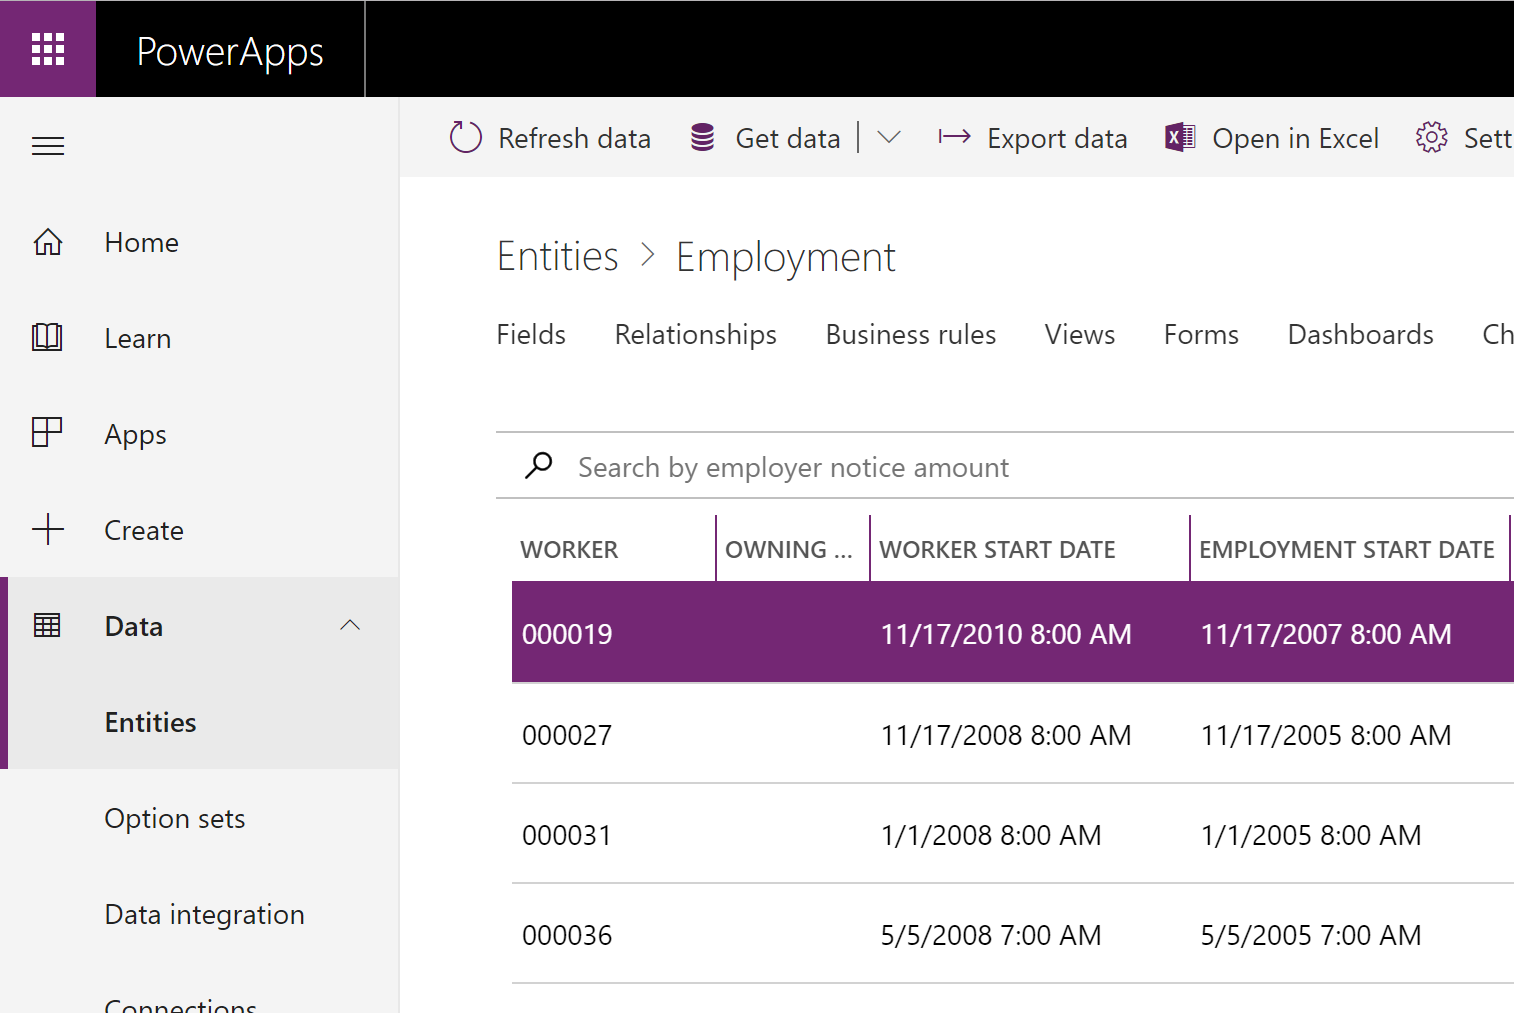 PowerApps
Refresh data Get data Export data Open in Excel Sett
Home
Learn
Apps
Create
Data
Entities
Option sets
Data integration
Connections
Entities > Employment
Fields Relationships Business rules Views Forms Dashboards Ch
Search by employer notice amount
WORKER OWNING ... WORKER START DATE EMPLOYMENT START DATE
000019 11/17/2010 8:00 AM 11/17/2007 8:00 AM
000027 11/17/2008 8:00 AM 11/17/2005 8:00 AM
000031 1/1/2008 8:00 AM 1/1/2005 8:00 AM
000036 5/5/2008 7:00 AM 5/5/2005 7:00 AM